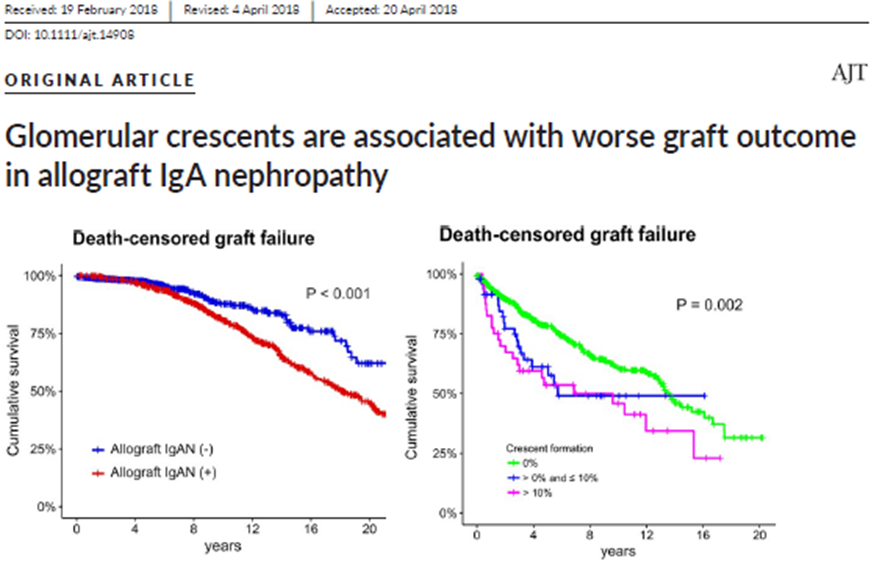 Received: 19 February 2018 | Revised: 4 April 2018 | Accepted: 20 April 2018
DOI: 10.1111/ajt.14908
ORIGINAL ARTICLE
AJT
Glomerular crescents are associated with worse graft outcome
in allograft IgA nephropathy
Death-censored graft failure
100%
75%
50%
25%
0%
Cumulative survival
P < 0.001
Allograft IgAN (-)
Allograft IgAN (+)
0 4 8 12 16 20
years
Death-censored graft failure
100%
75%
50%
25%
0%
Cumulative survival
P = 0.002
Crescent formation
0%
> 0% and ≤ 10%
> 10%
0 4 8 12 16 20
years